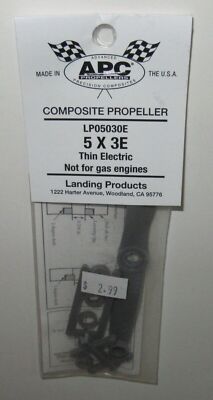 ADVANCED
APC
PROPELLERS
PRECISION COMPOSITES
MADE IN THE U.S.A.
COMPOSITE PROPELLER
LP05030E
5 X 3E
Thin Electric
Not for gas engines
Landing Products
1222 Harter Avenue, Woodland, CA 95776
$ 2.99